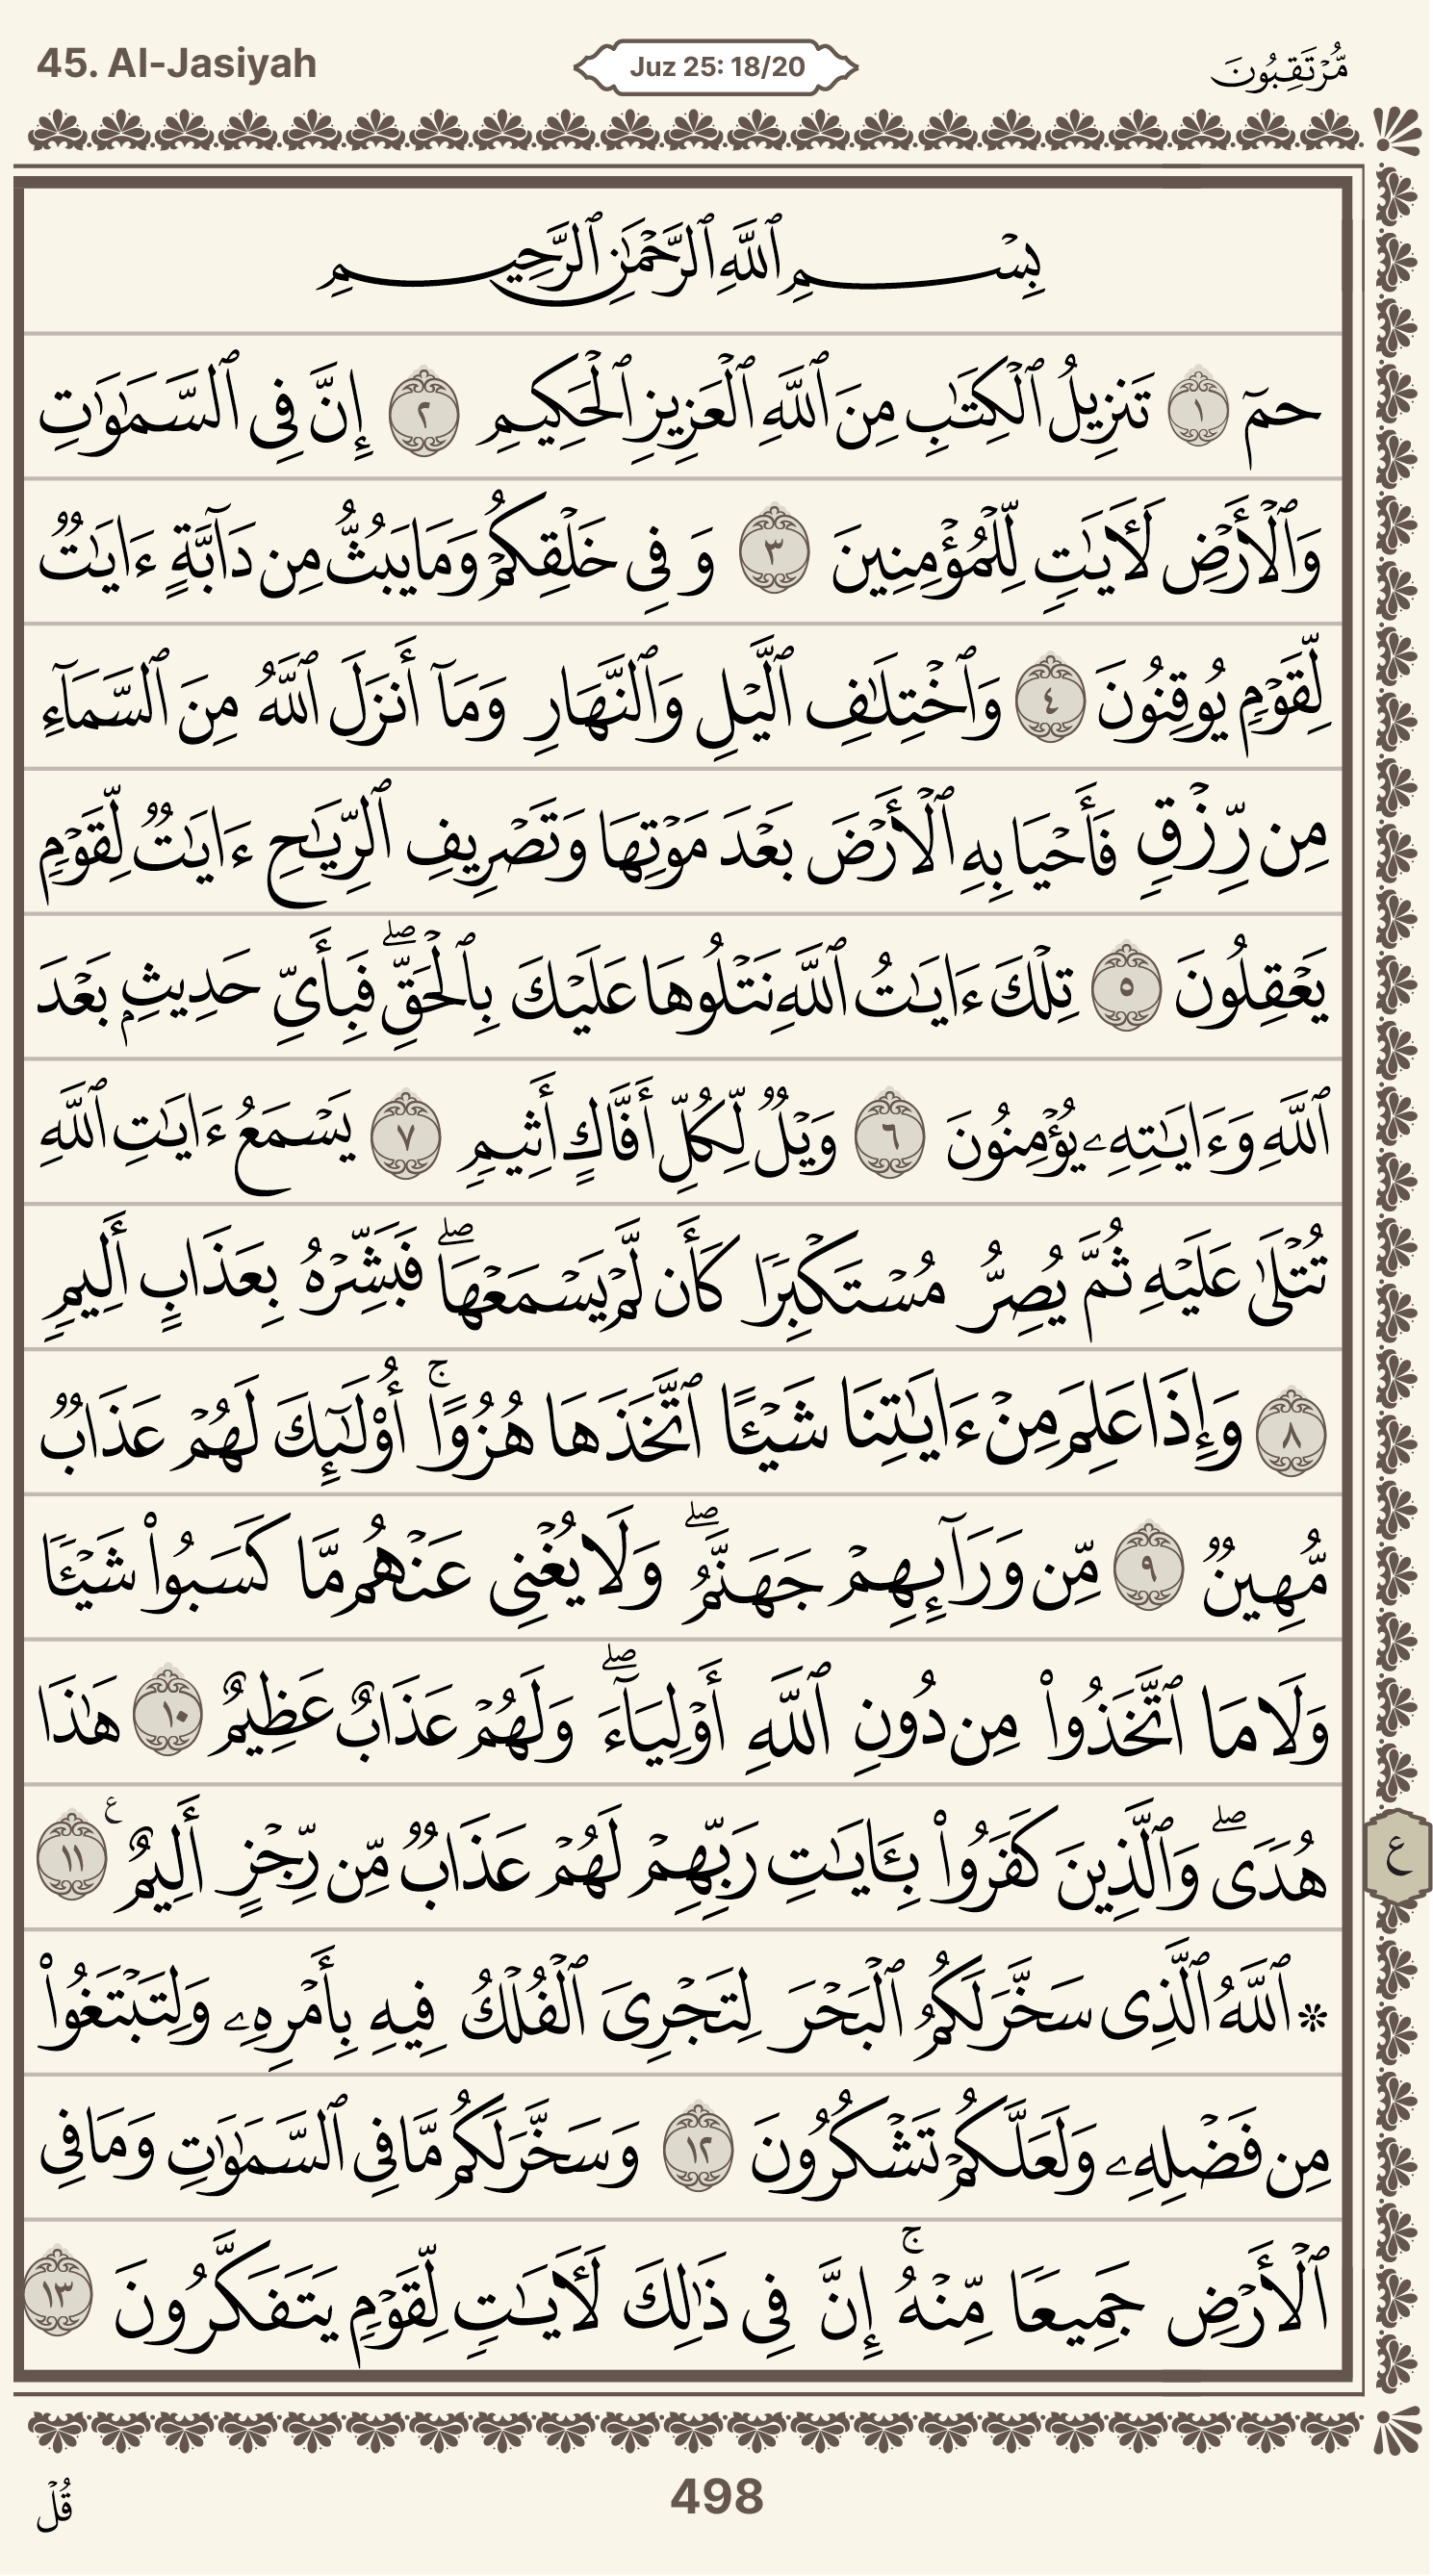 45. Al-Jasiyah
Juz 25: 18/20
مُّرۡتَقِبُونَ
بِسۡمِ ٱللَّهِ ٱلرَّحۡمَٰنِ ٱلرَّحِيمِ
حمٓ ١ تَنزِيلُ ٱلۡكِتَٰبِ مِنَ ٱللَّهِ ٱلۡعَزِيزِ ٱلۡحَكِيمِ ٢ إِنَّ فِى ٱلسَّمَٰوَٰتِ
وَٱلۡأَرۡضِ لَأٓيَٰتٍ لِّلۡمُؤۡمِنِينَ ٣ وَ فِى خَلۡقِكُمۡ وَمَا يَبُثُّ مِن دَآبَّةٍ ءَايَٰتٌ
لِّقَوۡمٍ يُوقِنُونَ ٤ وَٱخۡتِلَٰفِ ٱلَّيۡلِ وَٱلنَّهَارِ وَمَآ أَنزَلَ ٱللَّهُ مِنَ ٱلسَّمَآءِ
مِن رِّزۡقٍ فَأَحۡيَا بِهِ ٱلۡأَرۡضَ بَعۡدَ مَوۡتِهَا وَتَصۡرِيفِ ٱلرِّيَٰحِ ءَايَٰتٌ لِّقَوۡمٍ
يَعۡقِلُونَ ٥ تِلۡكَ ءَايَٰتُ ٱللَّهِ نَتۡلُوهَا عَلَيۡكَ بِٱلۡحَقِّۖ فَبِأَىِّ حَدِيثٍ بَعۡدَ
ٱللَّهِ وَءَايَٰتِهِۦ يُؤۡمِنُونَ ٦ وَيۡلٌ لِّكُلِّ أَفَّاكٍ أَثِيمٍ ٧ يَسۡمَعُ ءَايَٰتِ ٱللَّهِ
تُتۡلَىٰ عَلَيۡهِ ثُمَّ يُصِرُّ مُسۡتَكۡبِرًا كَأَن لَّمۡ يَسۡمَعۡهَاۖ فَبَشِّرۡهُ بِعَذَابٍ أَلِيمٍ
٨ وَإِذَا عَلِمَ مِنۡ ءَايَٰتِنَا شَيۡـًٔا ٱتَّخَذَهَا هُزُوًاۚ أُوْلَٰٓئِكَ لَهُمۡ عَذَابٌ
مُّهِينٌ ٩ مِّن وَرَآئِهِمۡ جَهَنَّمُۖ وَلَا يُغۡنِى عَنۡهُم مَّا كَسَبُواْ شَيۡـًٔا
وَلَا مَا ٱتَّخَذُواْ مِن دُونِ ٱللَّهِ أَوۡلِيَآءَۖ وَلَهُمۡ عَذَابٌ عَظِيمٌ ١٠ هَٰذَا
هُدًىۖ وَٱلَّذِينَ كَفَرُواْ بِـَٔايَٰتِ رَبِّهِمۡ لَهُمۡ عَذَابٌ مِّن رِّجۡزٍ أَلِيمٌ ع ١١
ع
۞ ٱللَّهُ ٱلَّذِى سَخَّرَ لَكُمُ ٱلۡبَحۡرَ لِتَجۡرِىَ ٱلۡفُلۡكُ فِيهِ بِأَمۡرِهِۦ وَلِتَبۡتَغُواْ
مِن فَضۡلِهِۦ وَلَعَلَّكُمۡ تَشۡكُرُونَ ١٢ وَسَخَّرَ لَكُم مَّا فِى ٱلسَّمَٰوَٰتِ وَمَا فِى
ٱلۡأَرۡضِ جَمِيعًا مِّنۡهُۚ إِنَّ فِى ذَٰلِكَ لَأٓيَٰتٍ لِّقَوۡمٍ يَتَفَكَّرُونَ ١٣
498
قُلۡ